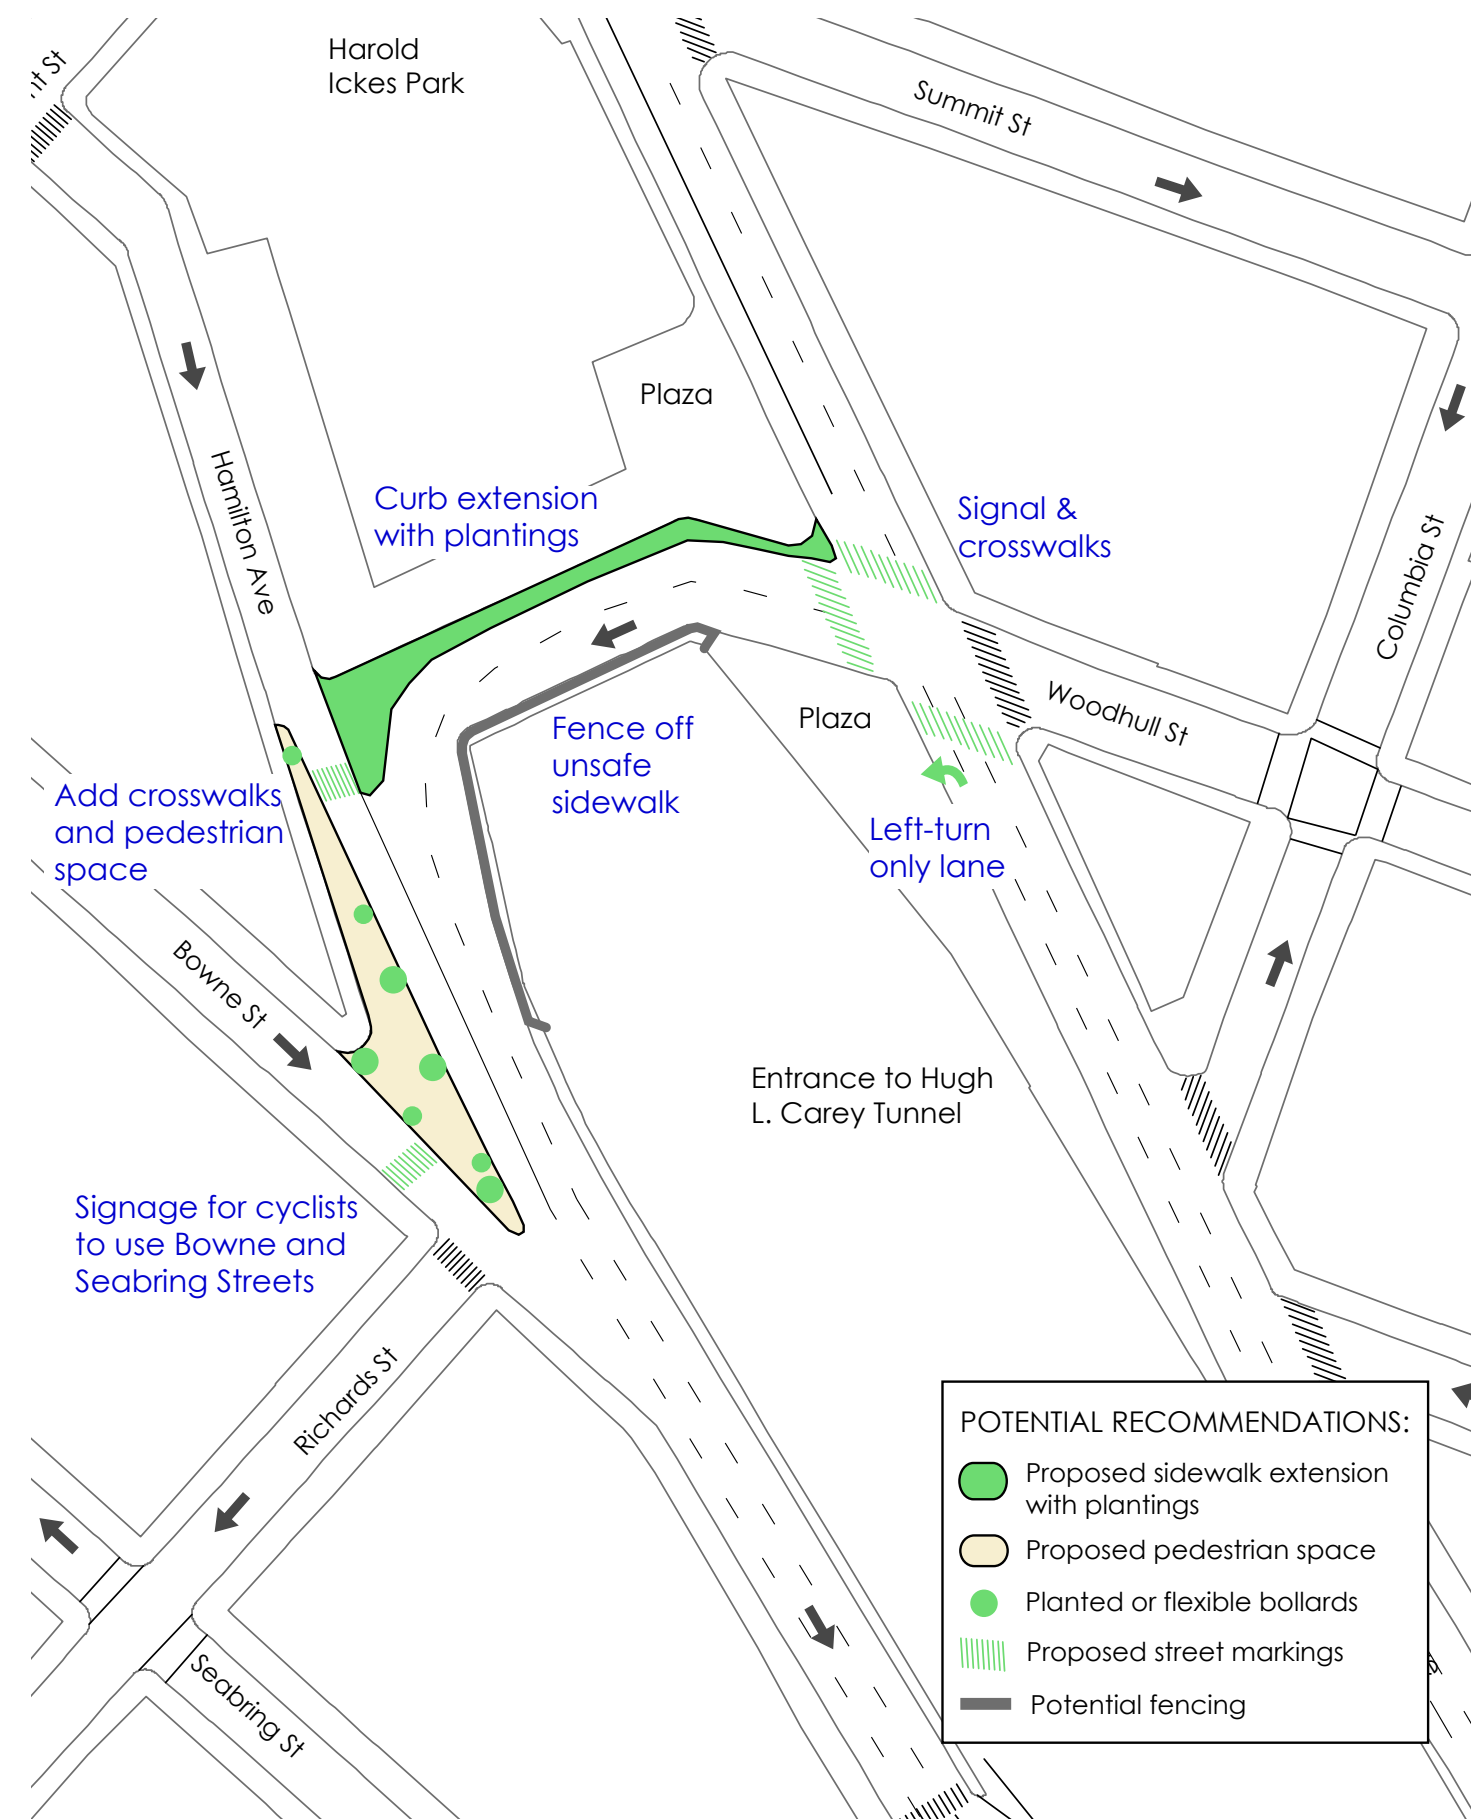 Harold
Ickes Park
Summit St
Plaza
Hamilton Ave
Curb extension
with plantings
Signal &
crosswalks
Columbia St
Woodhull St
Plaza
Fence off
unsafe
sidewalk
Add crosswalks
and pedestrian
space
Left-turn
only lane
Bowne St
Entrance to Hugh
L. Carey Tunnel
Signage for cyclists
to use Bowne and
Seabring Streets
Richards St
Seabring St
POTENTIAL RECOMMENDATIONS:
Proposed sidewalk extension
with plantings
Proposed pedestrian space
Planted or flexible bollards
Proposed street markings
Potential fencing